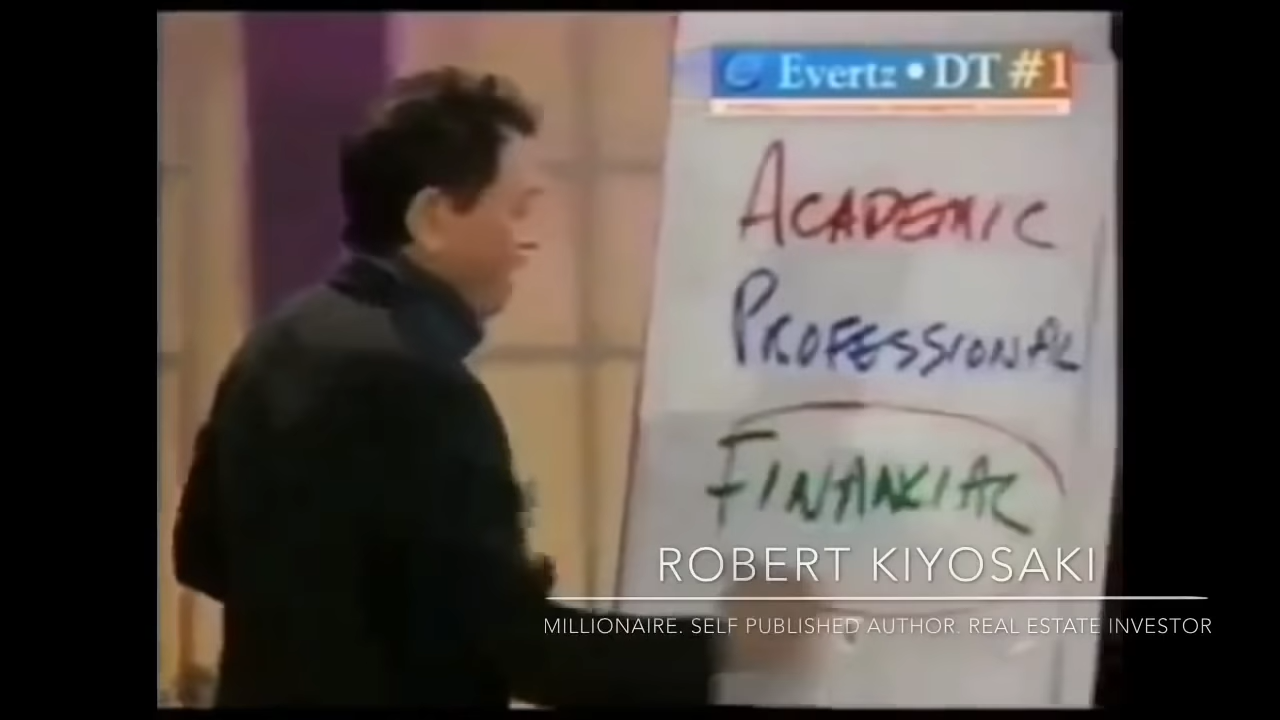 Evertz • DT #1
ACADEMIC
PROFESSIONAL
FINANCIAL
ROBERT KIYOSAKI
MILLIONAIRE. SELF PUBLISHED AUTHOR. REAL ESTATE INVESTOR